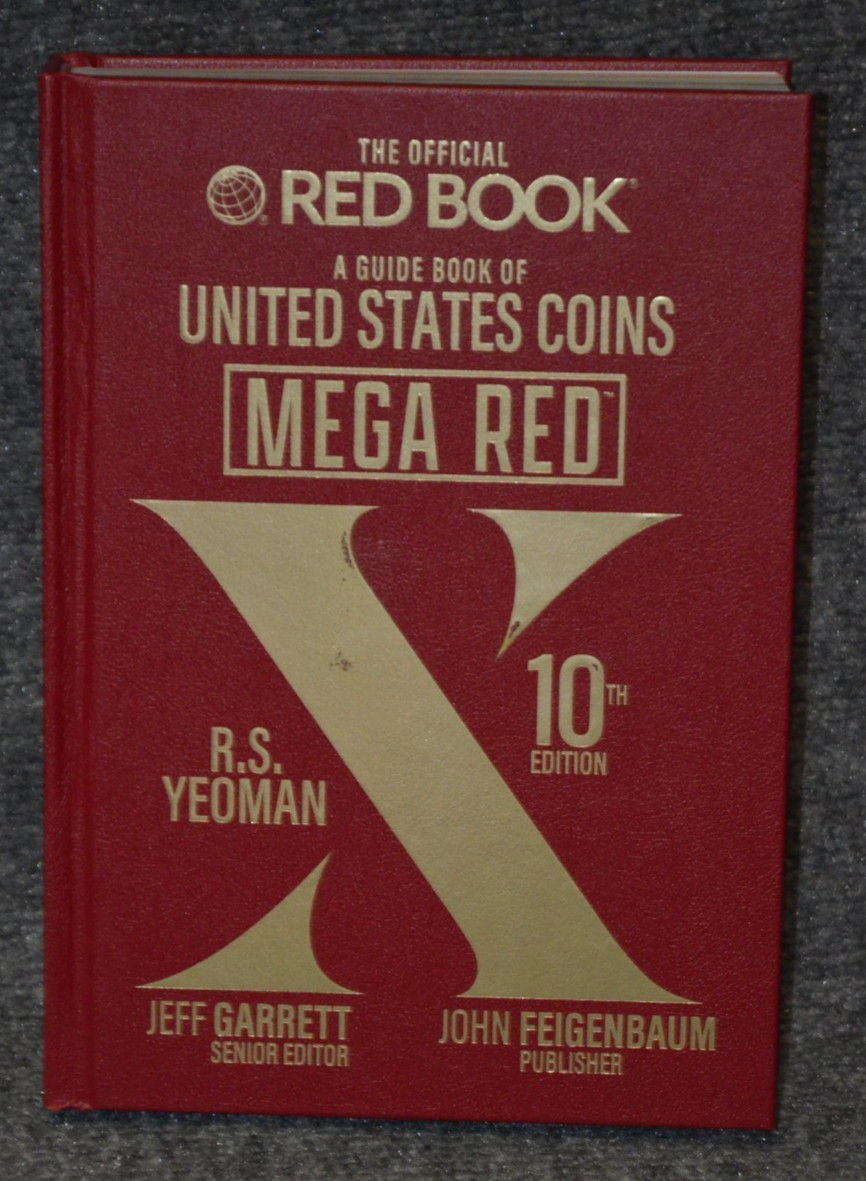 THE OFFICIAL
RED BOOK®
A GUIDE BOOK OF
UNITED STATES COINS
MEGA RED™
X
10TH
EDITION
R.S.
YEOMAN
JEFF GARRETT
SENIOR EDITOR
JOHN FEIGENBAUM
PUBLISHER